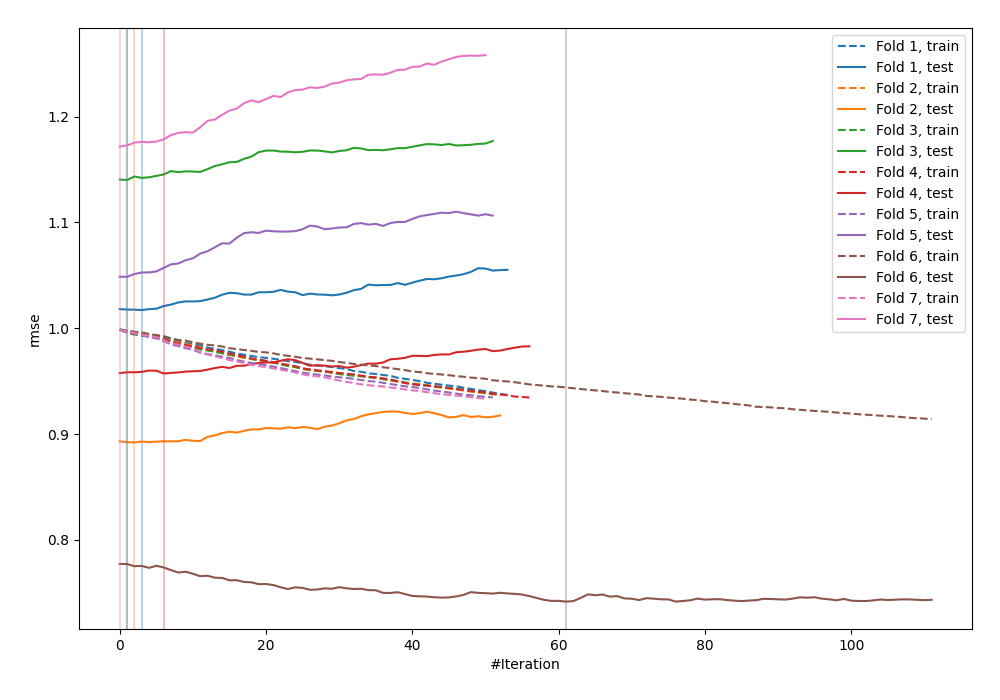 1.2
1.1
1.0
0.9
0.8
rmse
0
20
40
60
80
100
#Iteration
Fold 1, train
Fold 1, test
Fold 2, train
Fold 2, test
Fold 3, train
Fold 3, test
Fold 4, train
Fold 4, test
Fold 5, train
Fold 5, test
Fold 6, train
Fold 6, test
Fold 7, train
Fold 7, test